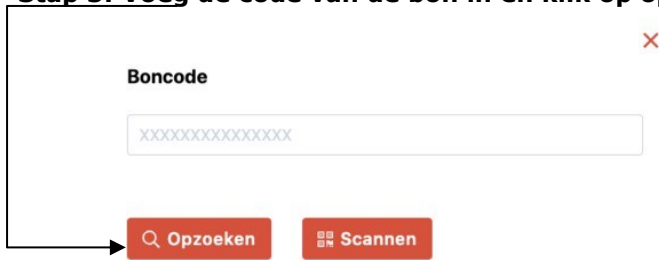 Stap 3: Voeg de code van de bon in en klik op
Boncode
XXXXXXXXXXXXXXX
Opzoeken
Scannen